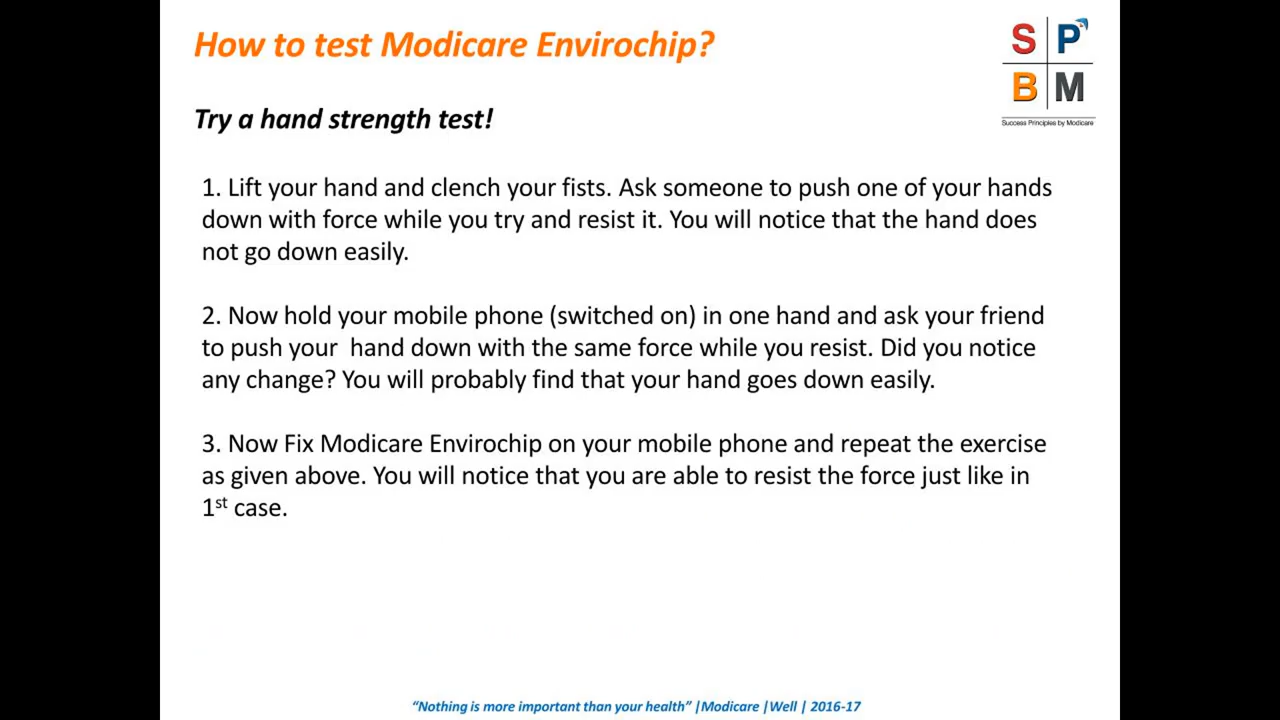 How to test Modicare Envirochip?
S P
B M
Success Principles by Modicare
Try a hand strength test!
1. Lift your hand and clench your fists. Ask someone to push one of your hands
down with force while you try and resist it. You will notice that the hand does
not go down easily.
2. Now hold your mobile phone (switched on) in one hand and ask your friend
to push your  hand down with the same force while you resist. Did you notice
any change? You will probably find that your hand goes down easily.
3. Now Fix Modicare Envirochip on your mobile phone and repeat the exercise
as given above. You will notice that you are able to resist the force just like in
1st case.
“Nothing is more important than your health” |Modicare |Well | 2016-17